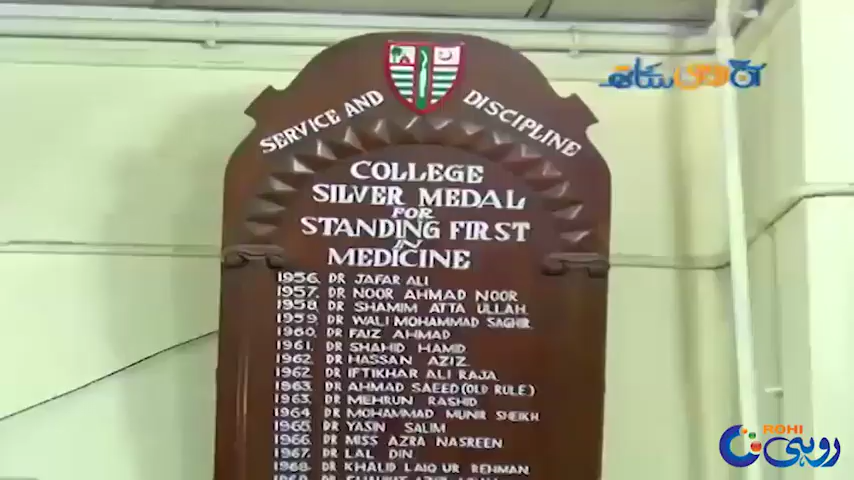 SERVICE AND DISCIPLINE
COLLEGE
SILVER MEDAL
FOR
STANDING FIRST
IN
MEDICINE
1956. DR JAFAR ALI
1957. DR NOOR AHMAD NOOR
1958. DR SHAMIM ATTA ULLAH.
1959. DR WALI MOHAMMAD SAGHIR.
1960. DR FAIZ AHMAD
1961. DR SHAHID HAMID
1962. DR HASSAN AZIZ.
1962. DR IFTIKHAR ALI RAJA.
1963. DR AHMAD SAEED (OLD RULE)
1963. DR MEHRUN RASHID
1964. DR MOHAMMAD MUNIR SHEIKH
1965. DR YASIN SALIM
1966. DR MISS AZRA NASREEN
1967. DR LAL DIN
1968. DR KHALID LAIQ UR REHMAN
ROHI
روہی